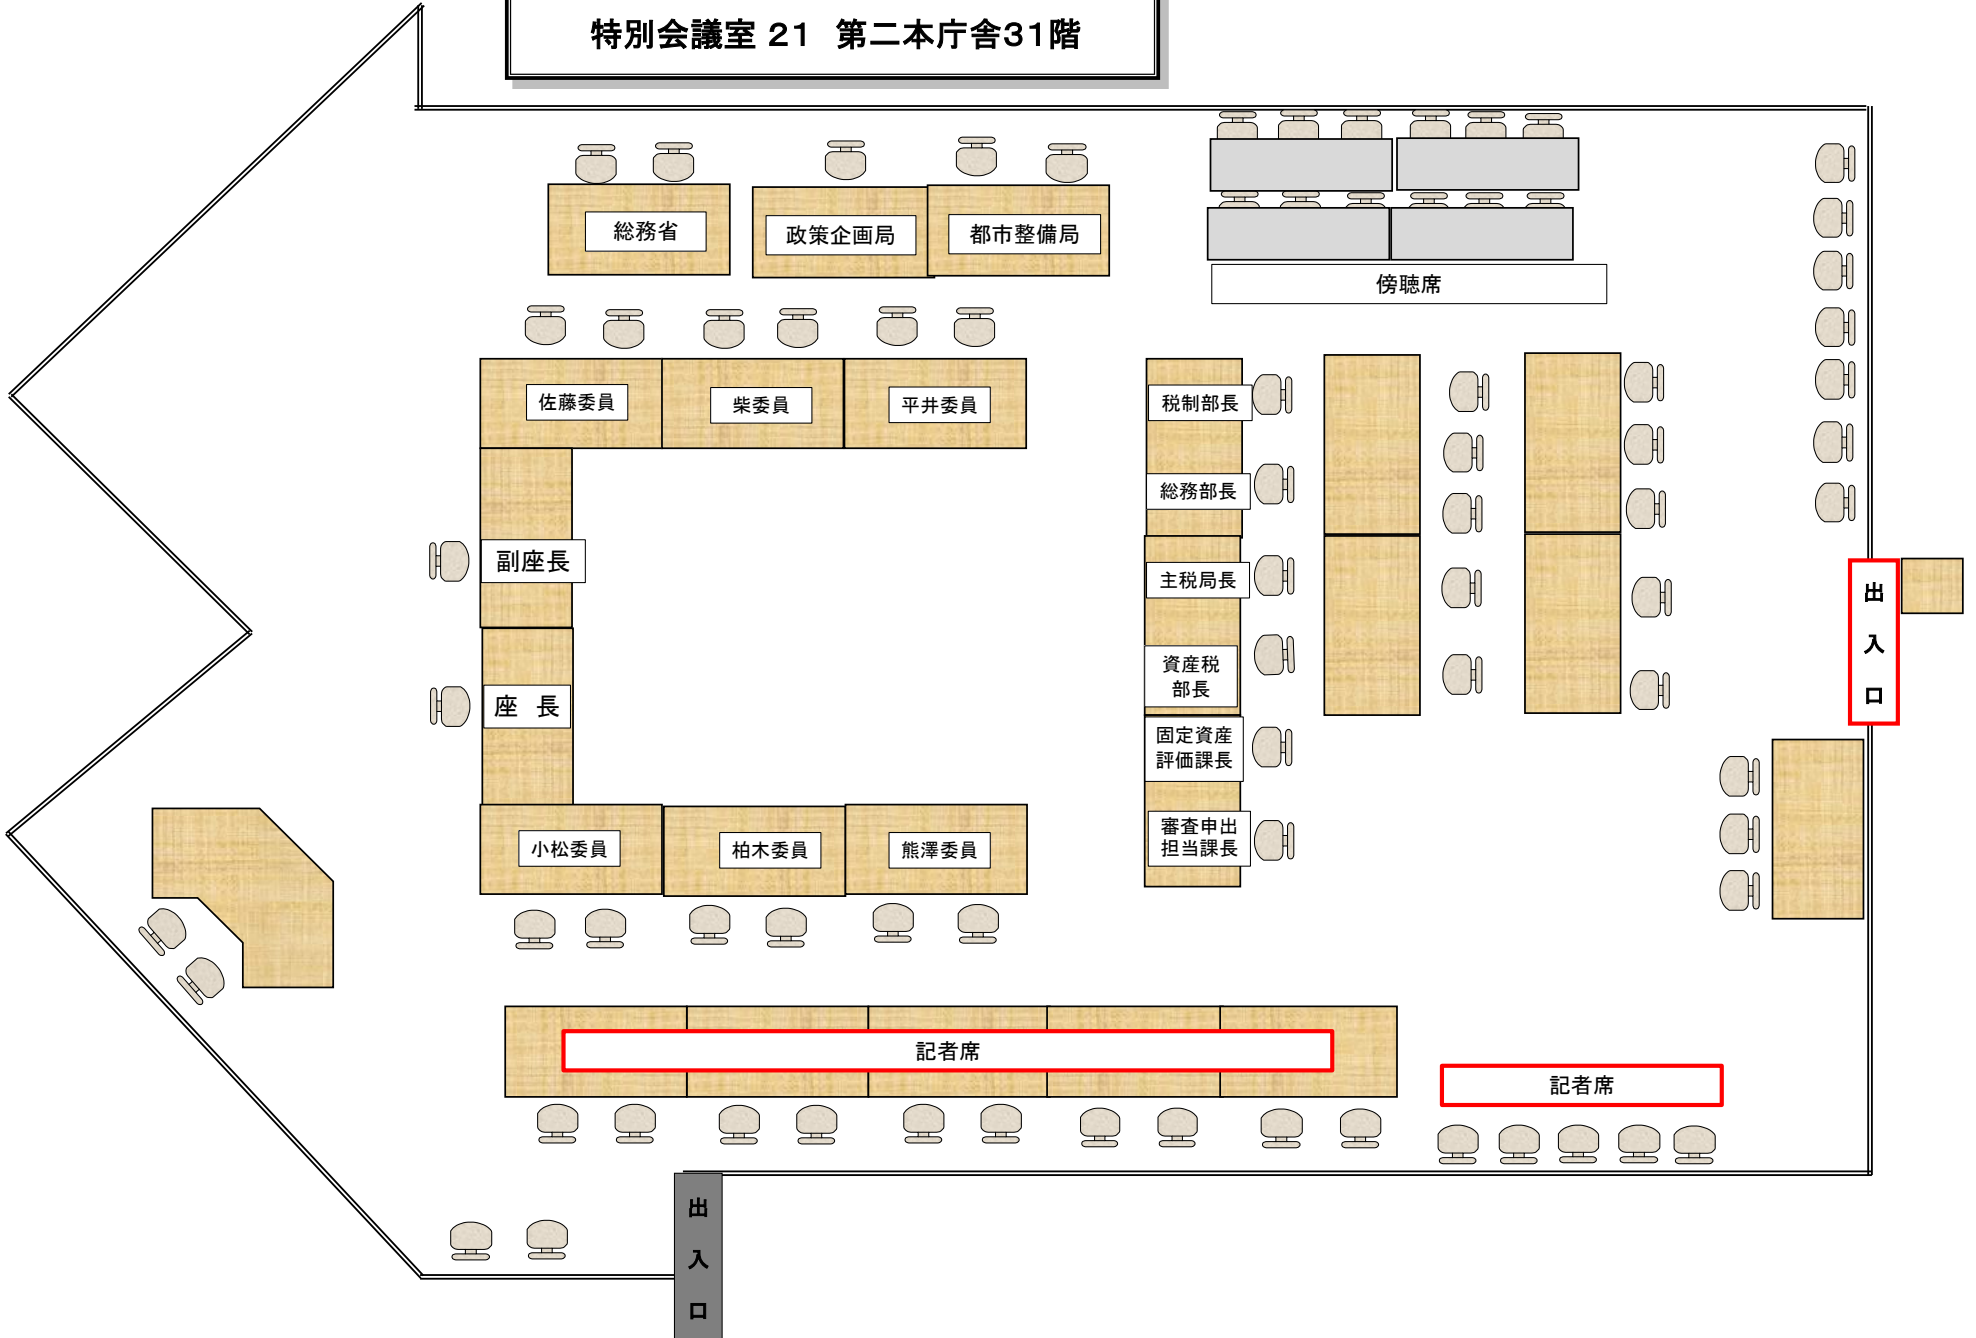 特別会議室 21　第二本庁舎31階
総務省
政策企画局
都市整備局
傍聴席
佐藤委員
柴委員
平井委員
税制部長
総務部長
副座長
主税局長
出入口
資産税
部長
座　長
固定資産
評価課長
小松委員
柏木委員
熊澤委員
審査申出
担当課長
記者席
記者席
出入口